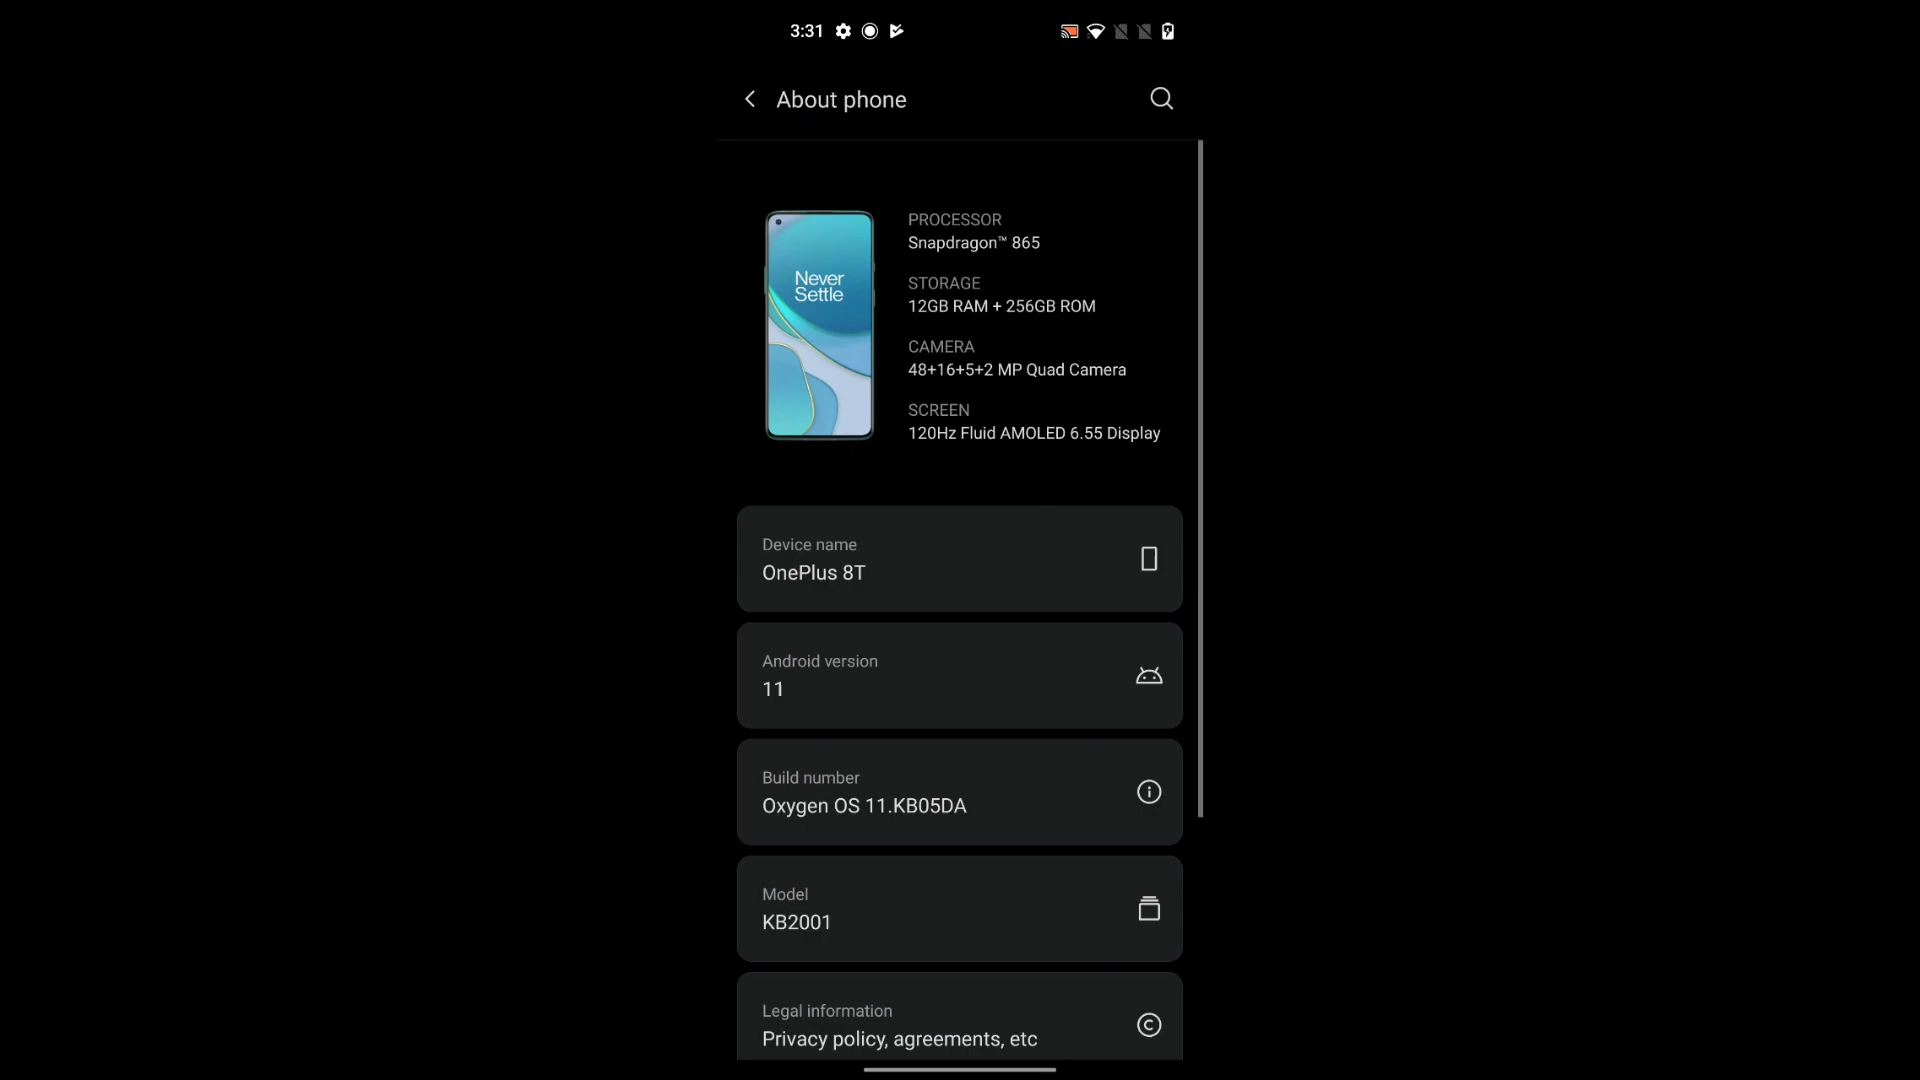 3:31
About phone
Never
Settle
PROCESSOR
Snapdragon™ 865
STORAGE
12GB RAM + 256GB ROM
CAMERA
48+16+5+2 MP Quad Camera
SCREEN
120Hz Fluid AMOLED 6.55 Display
Device name
OnePlus 8T
Android version
11
Build number
Oxygen OS 11.KB05DA
Model
KB2001
Legal information
Privacy policy, agreements, etc